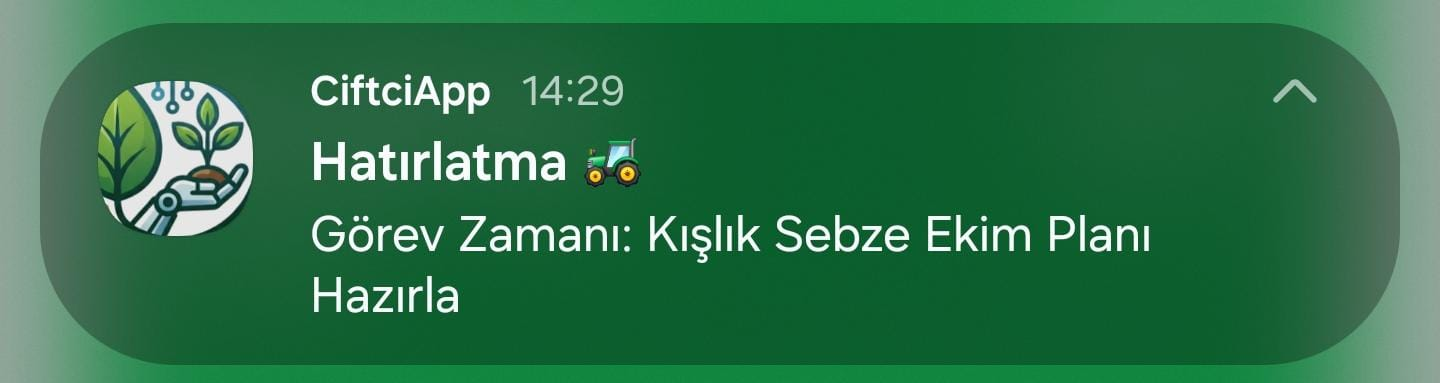 CiftciApp 14:29
Hatırlatma 🚜
Görev Zamanı: Kışlık Sebze Ekim Planı
Hazırla